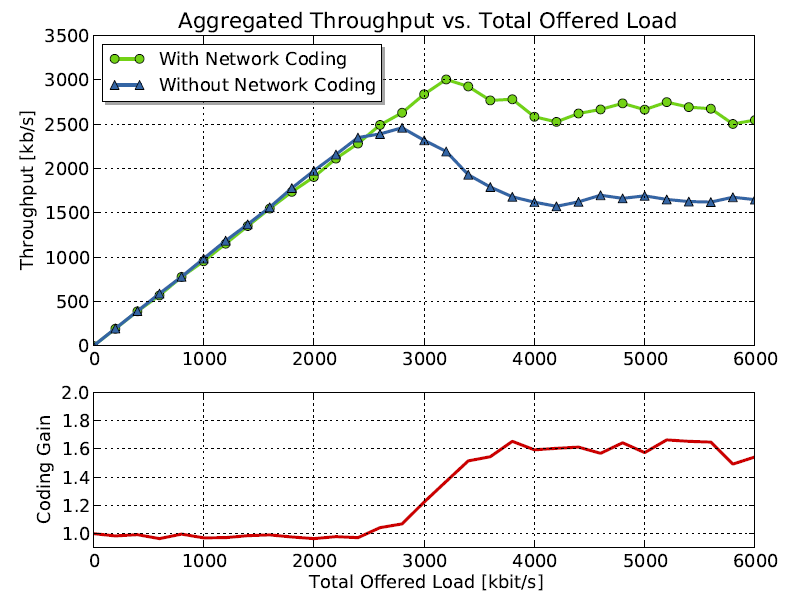 Aggregated Throughput vs. Total Offered Load
3500
3000
2500
2000
1500
1000
500
0
Throughput [kb/s]
With Network Coding
Without Network Coding
0 1000 2000 3000 4000 5000 6000
2.0
1.8
1.6
1.4
1.2
1.0
Coding Gain
0 1000 2000 3000 4000 5000 6000
Total Offered Load [kbit/s]